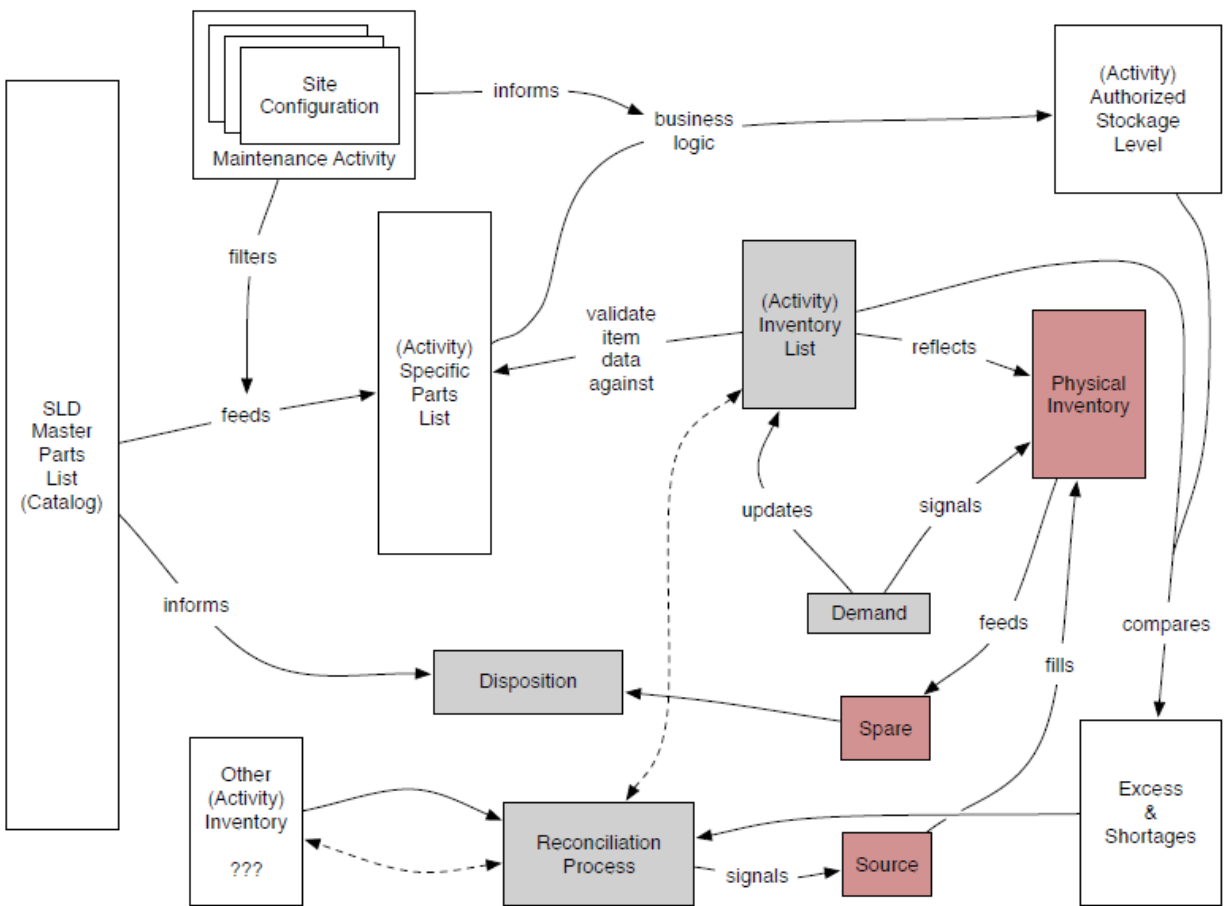 Site
Configuration
Maintenance Activity
informs
business
logic
(Activity)
Authorized
Stockage
Level
filters
SLD
Master
Parts
List
(Catalog)
feeds
(Activity)
Specific
Parts
List
validate
item
data
against
(Activity)
Inventory
List
reflects
Physical
Inventory
updates
signals
Demand
feeds
fills
compares
informs
Disposition
Spare
Other
(Activity)
Inventory
???
Reconciliation
Process
signals
Source
Excess
&
Shortages